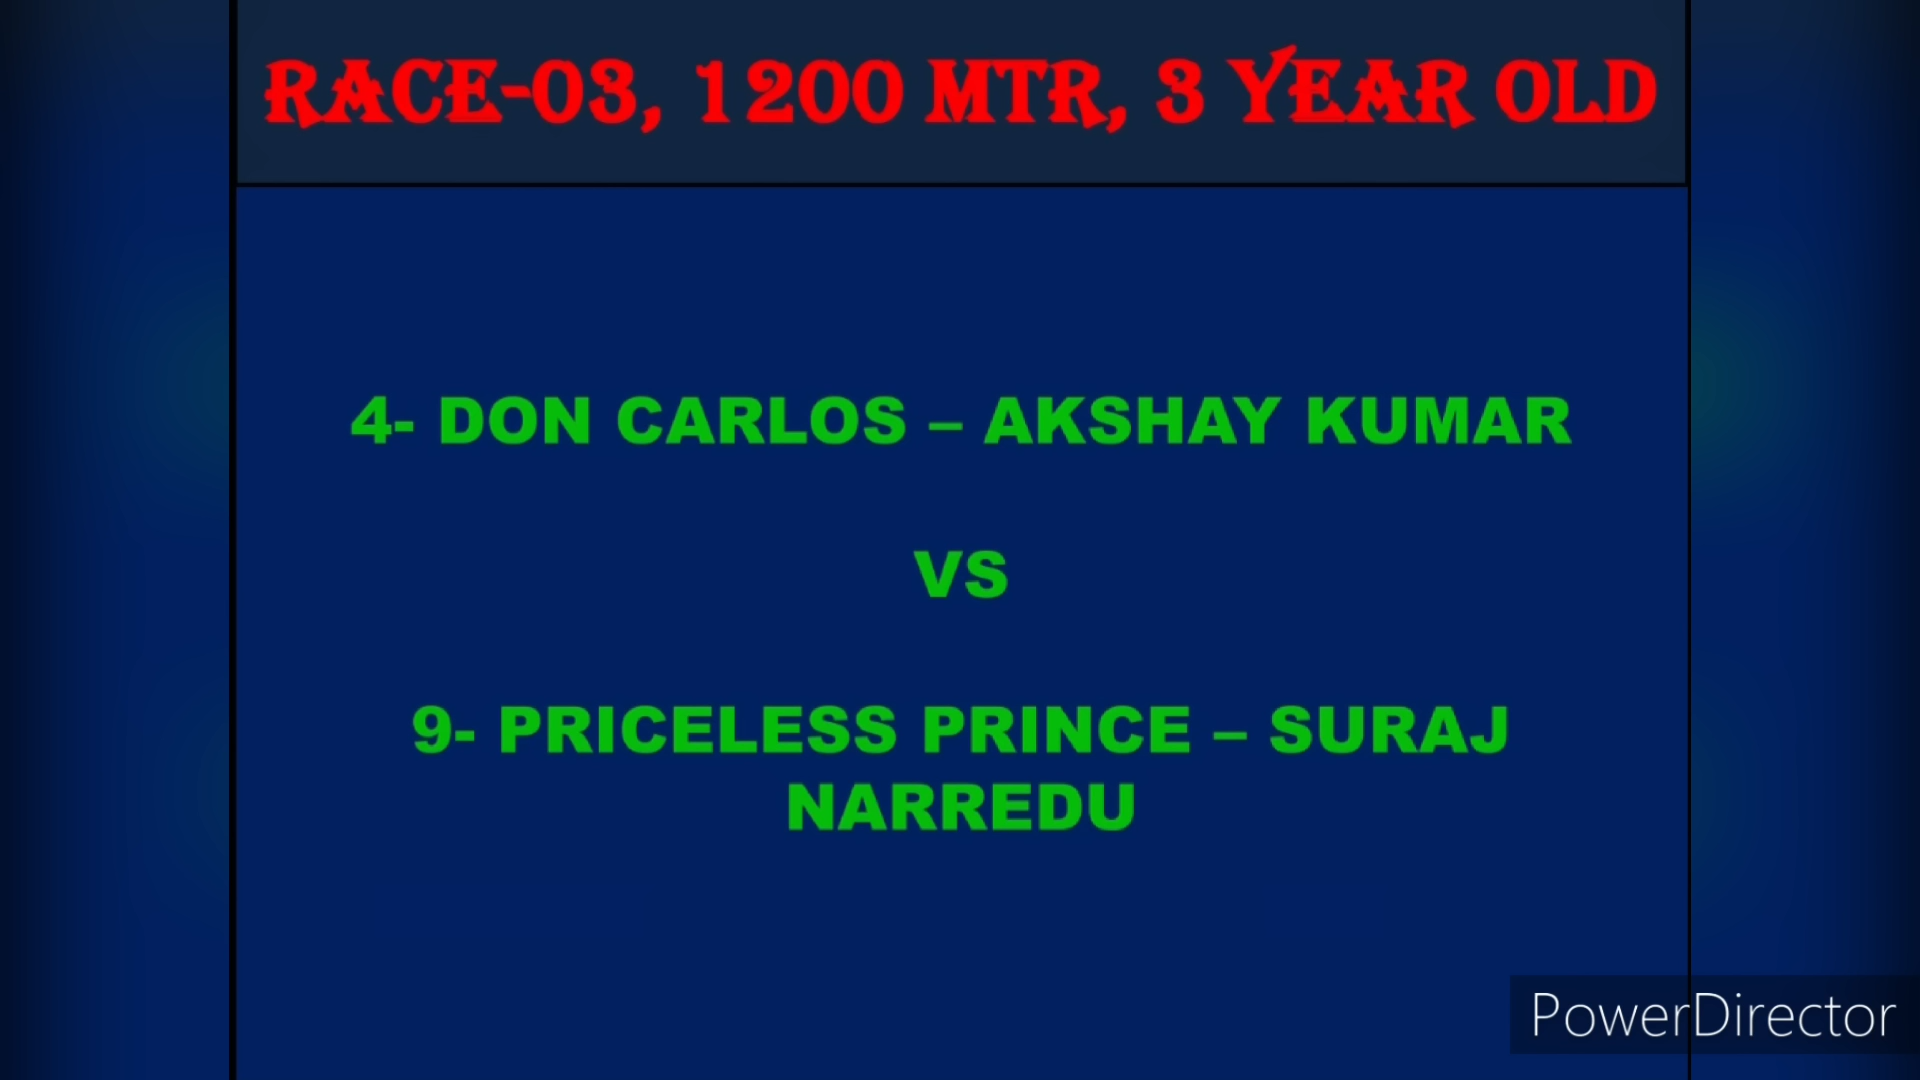 RACE-03, 1200 MTR, 3 YEAR OLD
4- DON CARLOS – AKSHAY KUMAR
VS
9- PRICELESS PRINCE – SURAJ
NARREDU
PowerDirector